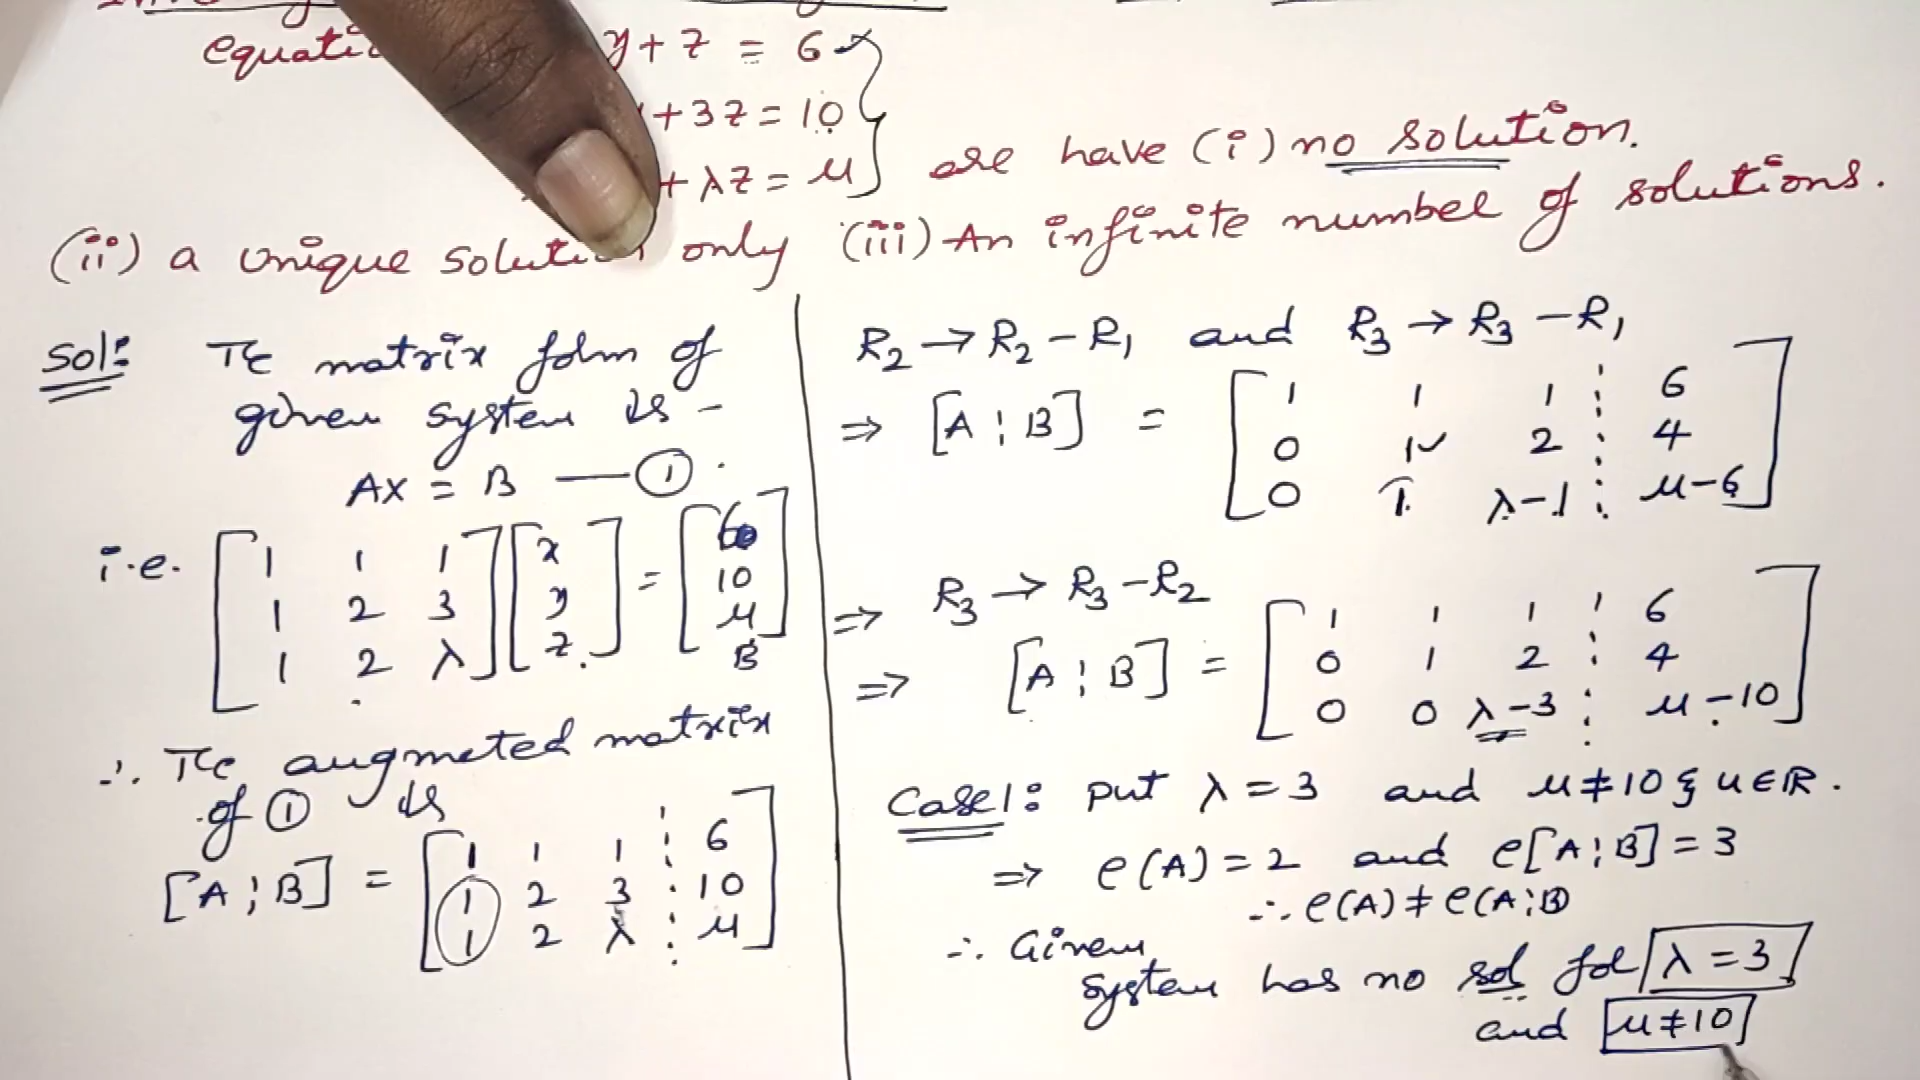 y + z = 6
+ 3z = 10
+ λz = μ } are have (i) no solution.
(ii) a unique solution only (iii) An infinite number of solutions.
Sol: The matrix form of
given system is -
AX = B — ①
i.e. [1 1 1] [x] = [6]
[1 2 3] [y] [10]
[1 2 λ] [z] [μ]
B
∴ The augmeted matrix
of ① is
[A ⋮ B] = [1 1 1 ⋮ 6]
[1 2 3 ⋮ 10]
[1 2 λ ⋮ μ]
R₂ → R₂ - R₁ and R₃ → R₃ - R₁
⇒ [A ⋮ B] = [1 1 1 ⋮ 6]
[0 1 2 ⋮ 4]
[0 1 λ-1 ⋮ μ-6]
⇒ R₃ → R₃ - R₂
⇒ [A ⋮ B] = [1 1 1 ⋮ 6]
[0 1 2 ⋮ 4]
[0 0 λ-3 ⋮ μ-10]
Case 1: put λ = 3 and μ ≠ 10 & μ ∈ ℝ.
⇒ ρ(A) = 2 and ρ[A ⋮ B] = 3
∴ ρ(A) ≠ ρ(A ⋮ B)
∴ Given
system has no sol for λ = 3
and μ ≠ 10